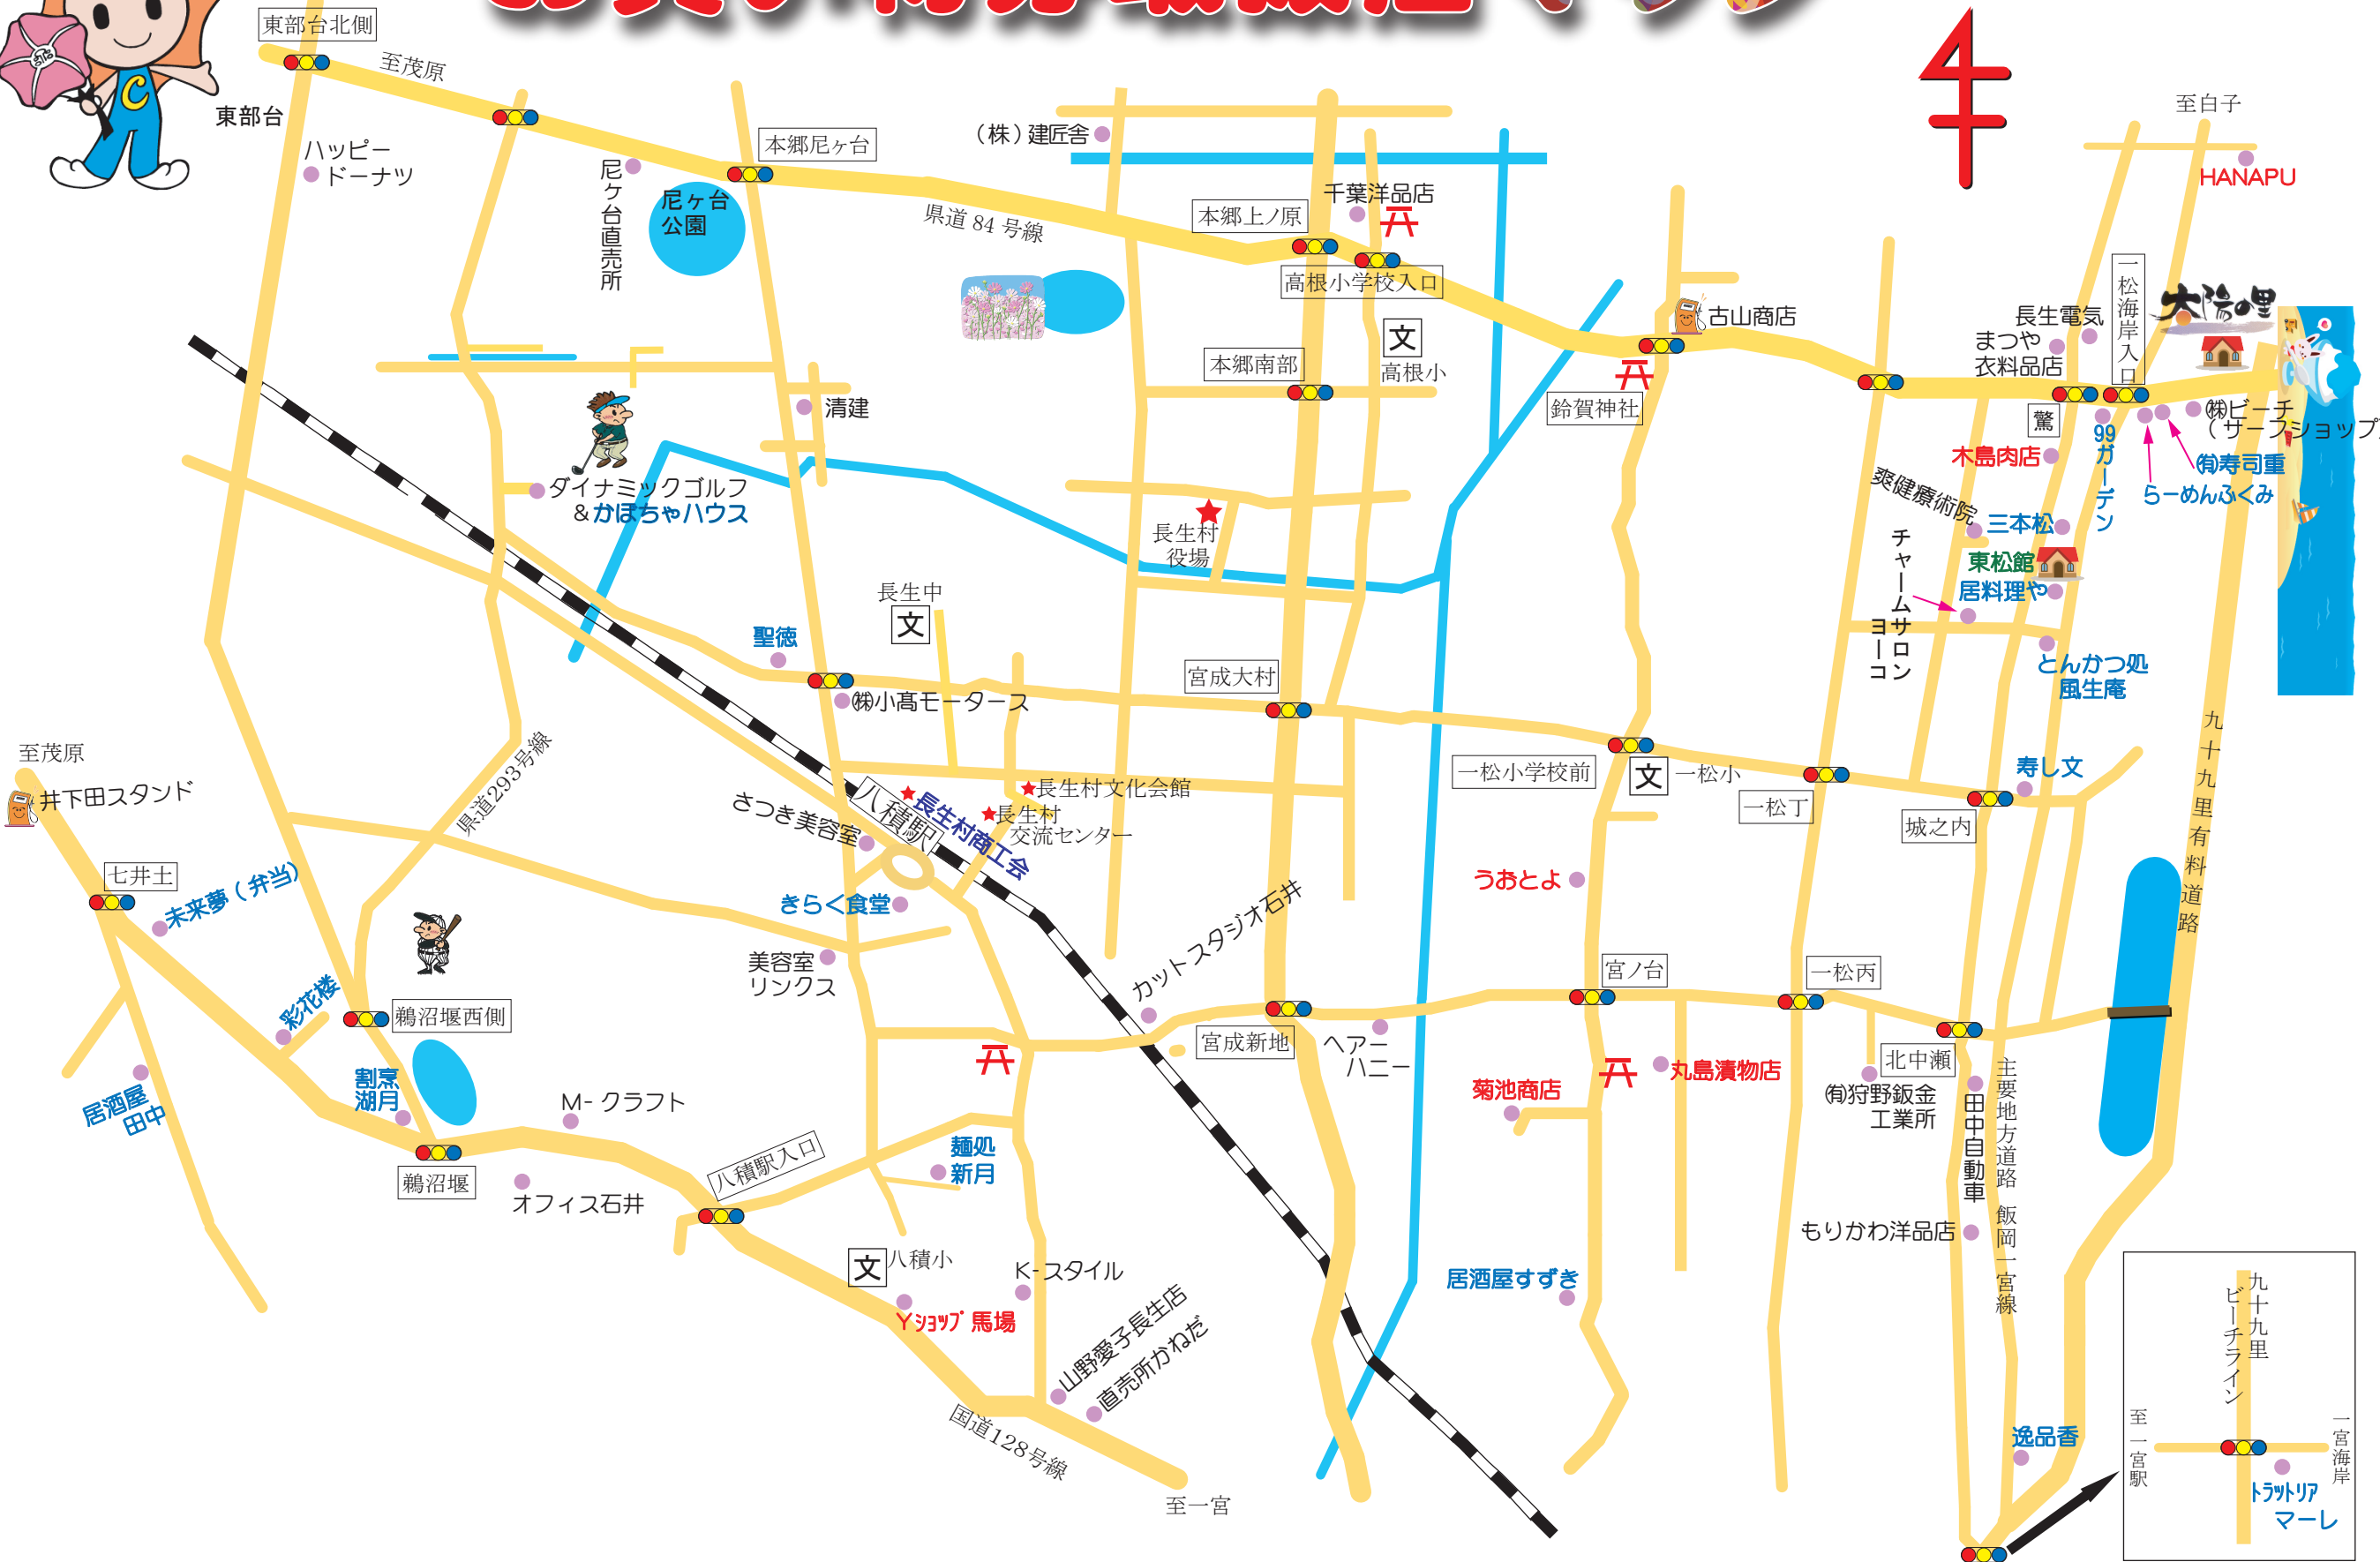 東部台北側
至茂原
東部台
ハッピー
ドーナツ
C
尼ヶ台直売所
尼ヶ台
公園
本郷尼ヶ台
県道84号線
(株)建匠舎
本郷上ノ原
千葉洋品店
高根小学校入口
文
高根小
本郷南部
古山商店
鈴賀神社
至白子
HANAPU
一松海岸入口
太陽の里
長生電気
まつや
衣料品店
驚
木島肉店
99ガーデン
㈱ビーチ
(サーフショップ
㈲寿司重
らーめんふくみ
爽健療術院
三本松
東松館
居料理や
チャームサロン
ヨーコ
とんかつ処
風生庵
九十九里有料道路
清建
ダイナミックゴルフ
&かぼちゃハウス
長生村
役場
長生中
文
聖徳
㈱小髙モータース
宮成大村
一松小学校前
文
一松小
一松丁
城之内
寿し文
至茂原
井下田スタンド
県道293号線
さつき美容室
八積駅
長生村商工会
長生村文化会館
長生村
交流センター
七井土
未来夢(弁当)
きらく食堂
美容室
リンクス
カットスタジオ石井
うおとよ
彩花楼
鵜沼堰西側
宮成新地
ヘアー
ハニー
宮ノ台
一松丙
北中瀬
丸島漬物店
菊池商店
㈲狩野鈑金
工業所
田中自動車
主要地方道路 飯岡一宮線
居酒屋
田中
割烹
湖月
鵜沼堰
M-クラフト
オフィス石井
八積駅入口
麺処
新月
文
八積小
Yショップ 馬場
K-スタイル
山野愛子長生店
直売所かねだ
国道128号線
至一宮
居酒屋すずき
もりかわ洋品店
逸品香
九十九里
ビーチライン
至一宮駅
一宮海岸
トラットリア
マーレ